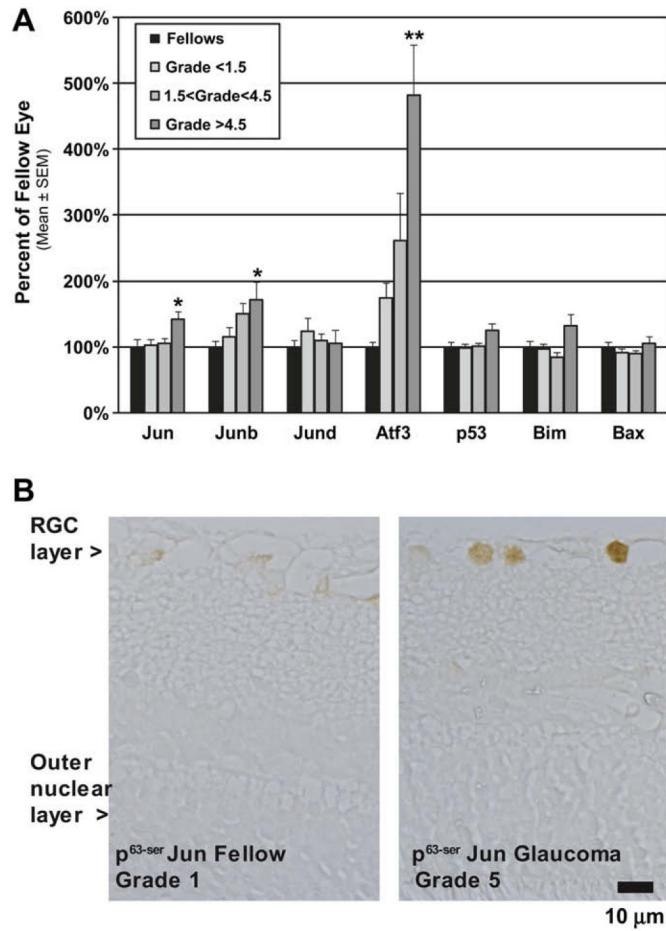 A
600%
500%
400%
300%
200%
100%
0%
Percent of Fellow Eye
(Mean ± SEM)
Fellows
Grade <1.5
1.5<Grade<4.5
Grade >4.5
*
*
**
Jun Junb Jund Atf3 p53 Bim Bax
B
RGC
layer >
Outer
nuclear
layer >
p63-ser Jun Fellow
Grade 1
p63-ser Jun Glaucoma
Grade 5
10 µm